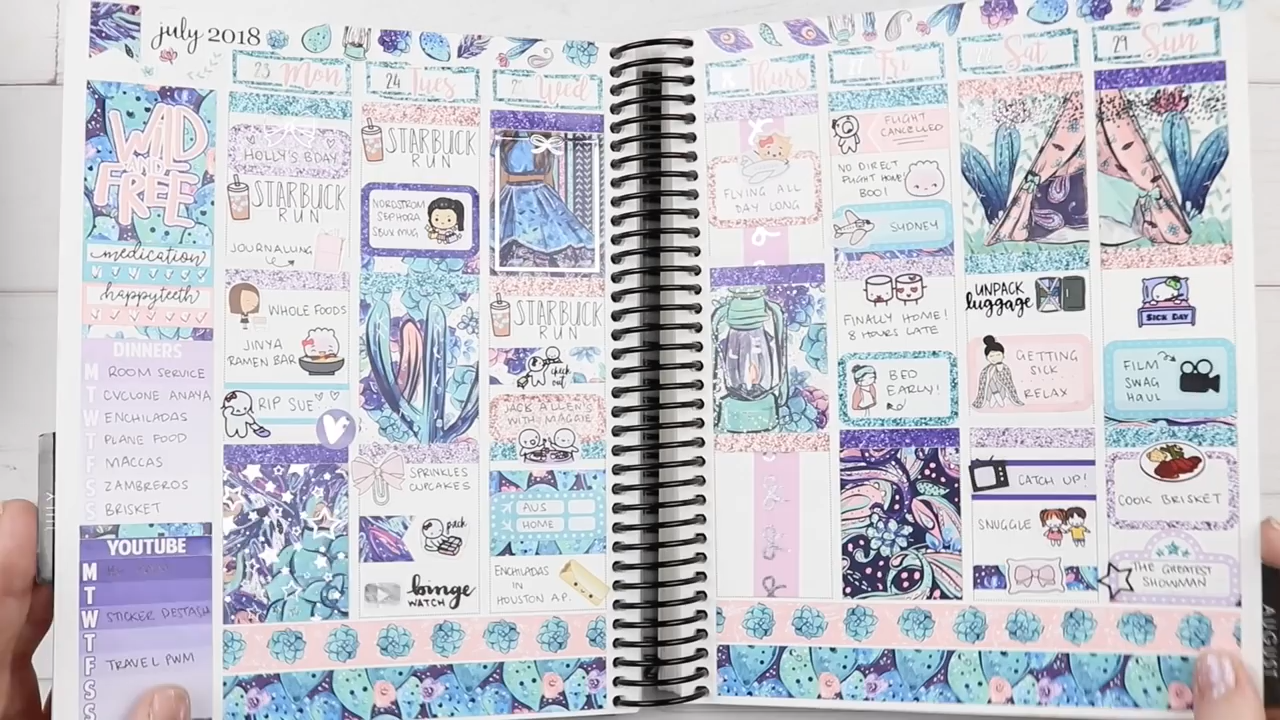 july 2018
23 Mon
24 Tues
Wed
Thurs
Fri
Sat
29 Sun
WILD
and
FREE
medication
happyteeth
DINNERS
M ROOM SERVICE
T CYCLONE ANAYA
W ENCHILADAS
T PLANE FOOD
F MACCAS
S ZAMBREROS
S BRISKET
YOUTUBE
M
T
W STICKER DESTASH
T
F TRAVEL PWM
S
S
HOLLY'S BDAY
STARBUCK
RUN
JOURNALLING
WHOLE FOODS
JINYA
RAMEN BAR
RIP SUE
STARBUCK
RUN
NORDSTROM
SEPHORA
SBUX MUG
SPRINKLES
CUPCAKES
pack
binge
WATCH
STARBUCK
RUN
check
out
JACK ALLEN'S
WITH MAGGIE
AUS
HOME
ENCHILADAS
IN
HOUSTON A.P.
FLYING ALL
DAY LONG
FLIGHT
CANCELLED
NO DIRECT
FLIGHT HOME
BOO!
SYDNEY
FINALLY HOME!
8 HOURS LATE
BED
EARLY!
UNPACK
luggage
GETTING
SICK
RELAX
CATCH UP!
SNUGGLE
SICK DAY
FILM
SWAG
HAUL
COOK BRISKET
THE GREATEST
SHOWMAN
JULY
AUGUST